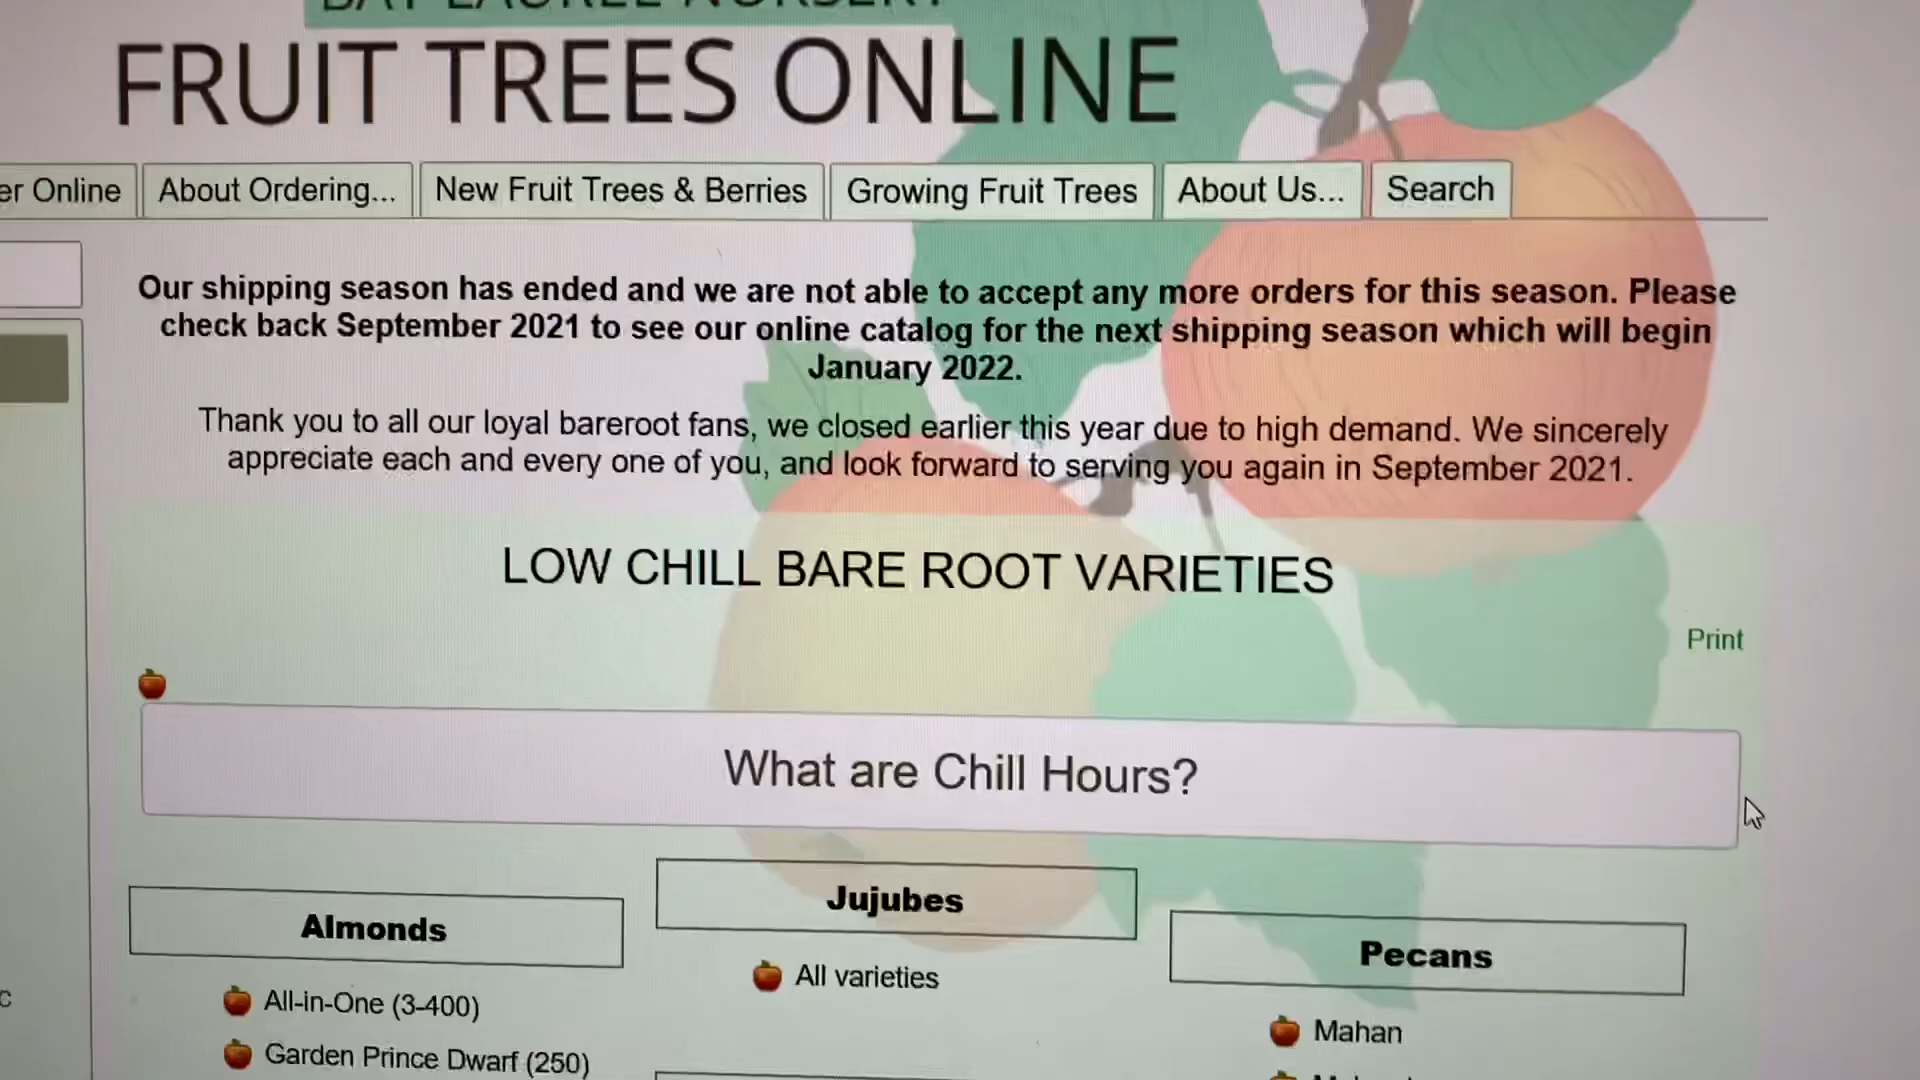 BAY LAUREL NURSERY
FRUIT TREES ONLINE
er Online
About Ordering...
New Fruit Trees & Berries
Growing Fruit Trees
About Us...
Search
Our shipping season has ended and we are not able to accept any more orders for this season. Please
check back September 2021 to see our online catalog for the next shipping season which will begin
January 2022.
Thank you to all our loyal bareroot fans, we closed earlier this year due to high demand. We sincerely
appreciate each and every one of you, and look forward to serving you again in September 2021.
LOW CHILL BARE ROOT VARIETIES
Print
What are Chill Hours?
Almonds
All-in-One (3-400)
Garden Prince Dwarf (250)
Jujubes
All varieties
Pecans
Mahan